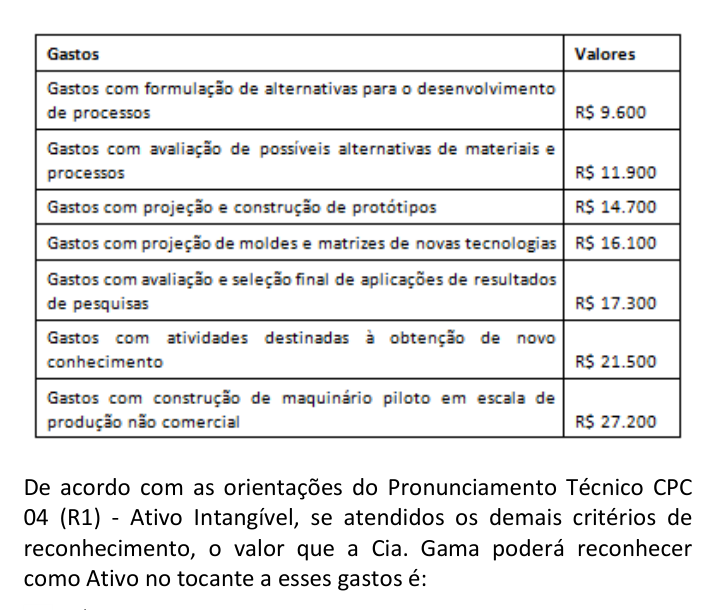 Gastos Valores
Gastos com formulação de alternativas para o desenvolvimento
de processos R$ 9.600
Gastos com avaliação de possíveis alternativas de materiais e
processos R$ 11.900
Gastos com projeção e construção de protótipos R$ 14.700
Gastos com projeção de moldes e matrizes de novas tecnologias R$ 16.100
Gastos com avaliação e seleção final de aplicações de resultados
de pesquisas R$ 17.300
Gastos com atividades destinadas à obtenção de novo
conhecimento R$ 21.500
Gastos com construção de maquinário piloto em escala de
produção não comercial R$ 27.200
De acordo com as orientações do Pronunciamento Técnico CPC
04 (R1) - Ativo Intangível, se atendidos os demais critérios de
reconhecimento, o valor que a Cia. Gama poderá reconhecer
como Ativo no tocante a esses gastos é: